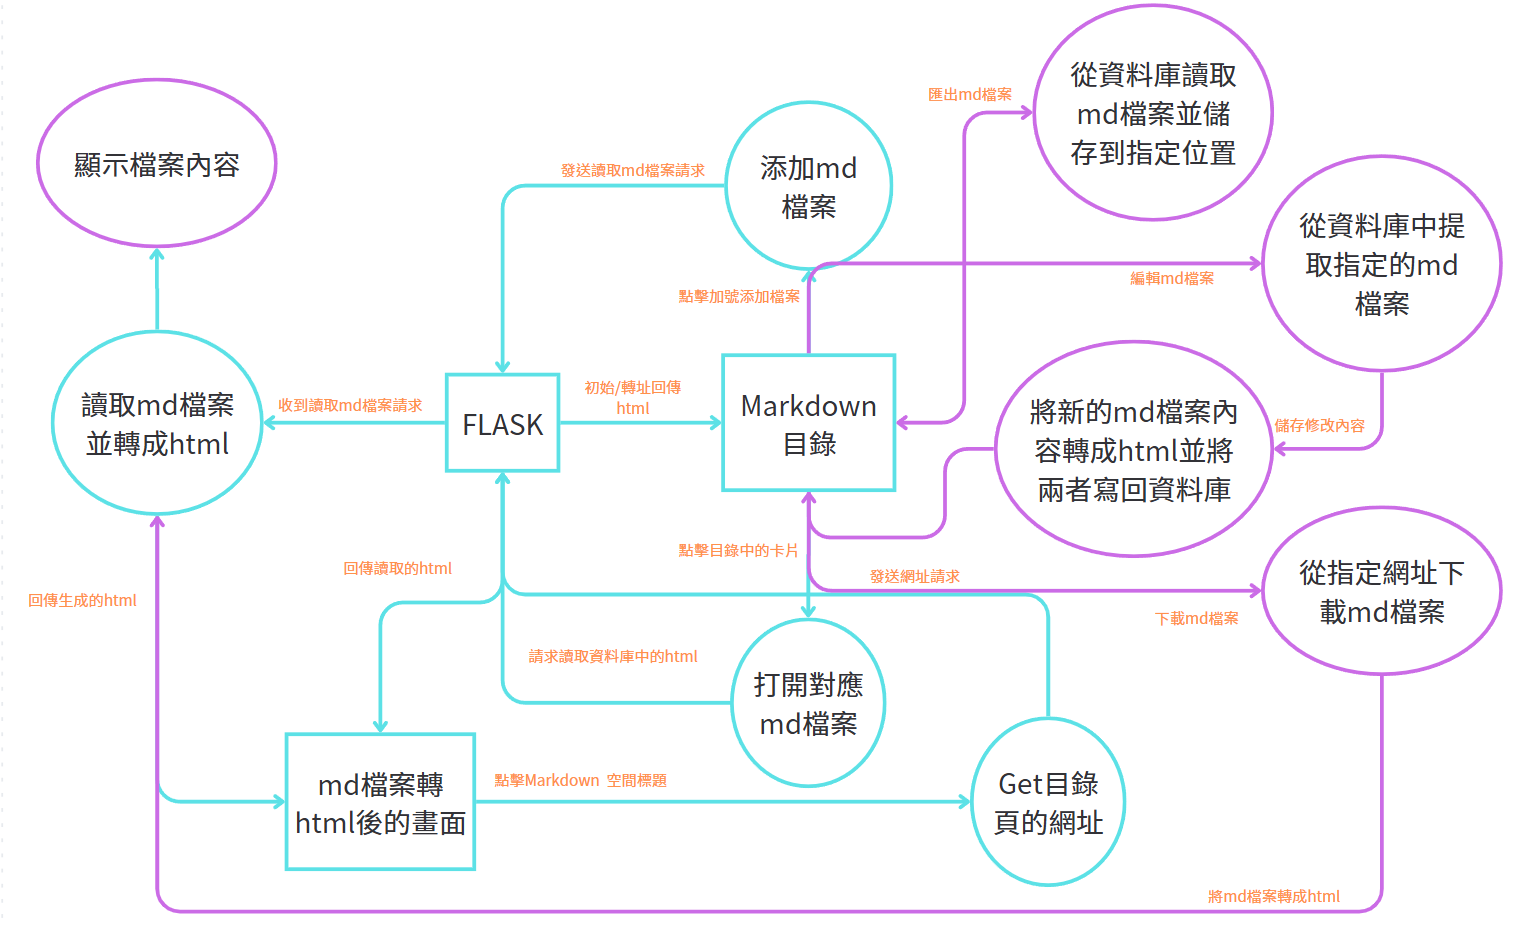 從資料庫讀取
md檔案並儲
存到指定位置
匯出md檔案
顯示檔案內容
發送讀取md檔案請求
添加md
檔案
從資料庫中提
取指定的md
檔案
編輯md檔案
點擊加號添加檔案
讀取md檔案
並轉成html
收到讀取md檔案請求
FLASK
初始/轉址回傳
html
Markdown
目錄
將新的md檔案內
容轉成html並將
兩者寫回資料庫
儲存修改內容
點擊目錄中的卡片
回傳讀取的html
發送網址請求
從指定網址下
載md檔案
下載md檔案
回傳生成的html
請求讀取資料庫中的html
打開對應
md檔案
md檔案轉
html後的畫面
點擊Markdown 空間標題
Get目錄
頁的網址
將md檔案轉成html